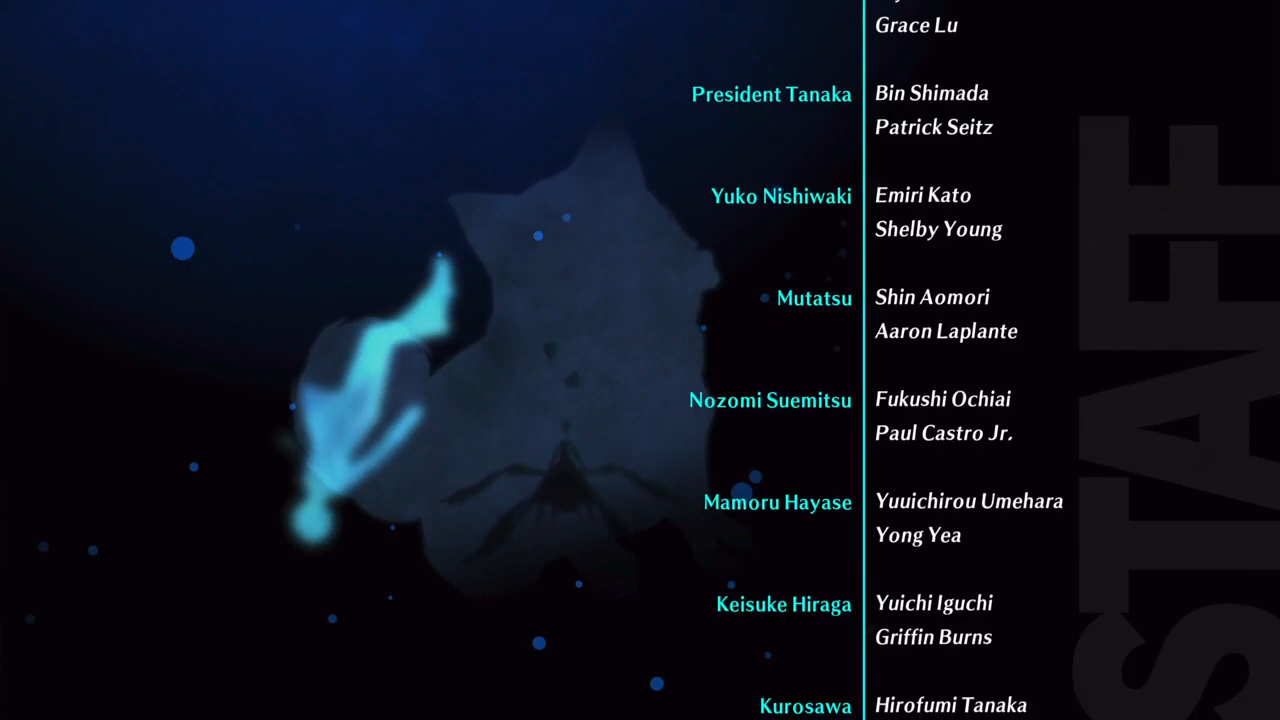 Grace Lu
President Tanaka Bin Shimada
Patrick Seitz
Yuko Nishiwaki Emiri Kato
Shelby Young
Mutatsu Shin Aomori
Aaron Laplante
Nozomi Suemitsu Fukushi Ochiai
Paul Castro Jr.
Mamoru Hayase Yuuichirou Umehara
Yong Yea
Keisuke Hiraga Yuichi Iguchi
Griffin Burns
Kurosawa Hirofumi Tanaka
STAFF